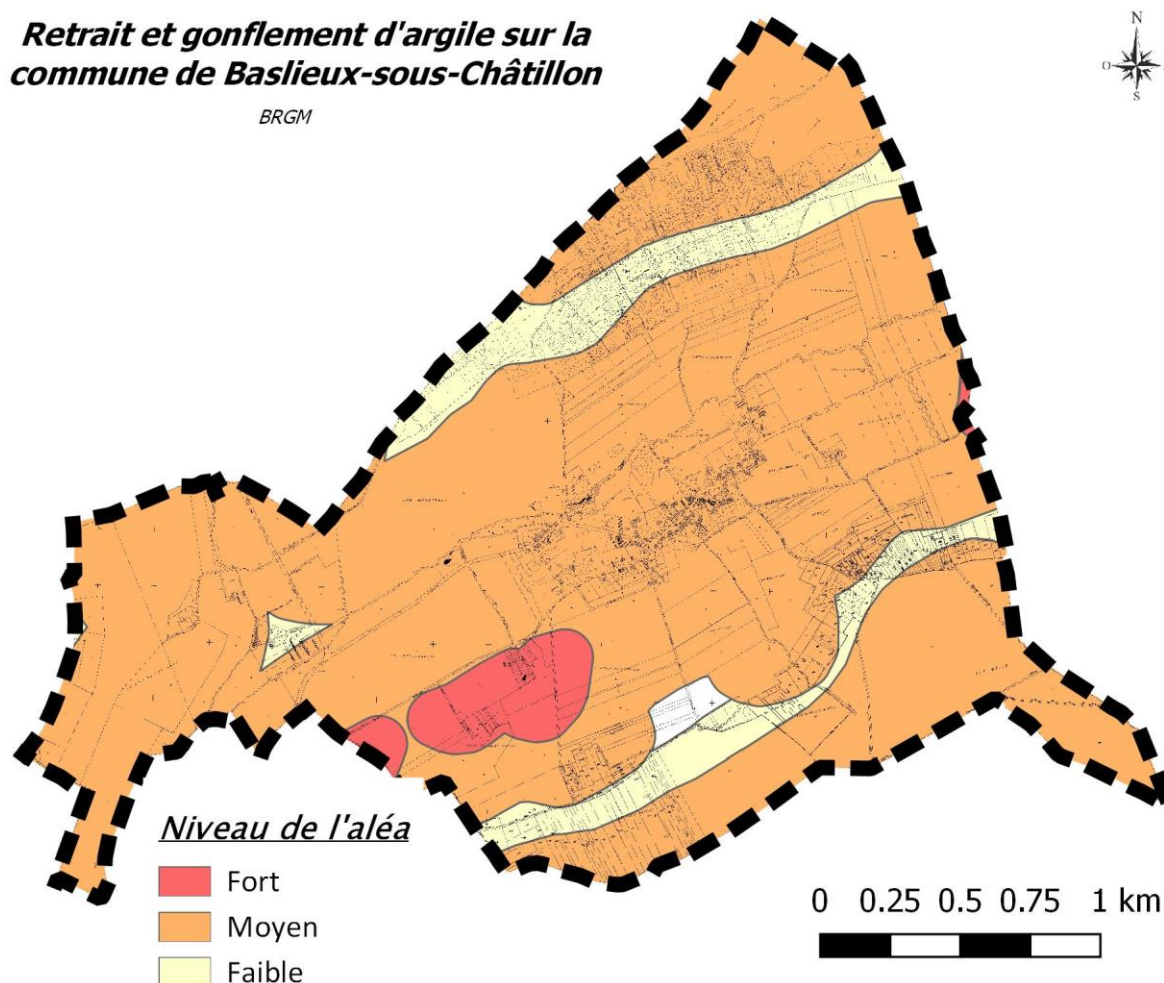 Retrait et gonflement d'argile sur la
commune de Baslieux-sous-Châtillon
BRGM
N
O
S
Niveau de l'aléa
Fort
Moyen
Faible
0 0.25 0.5 0.75 1 km